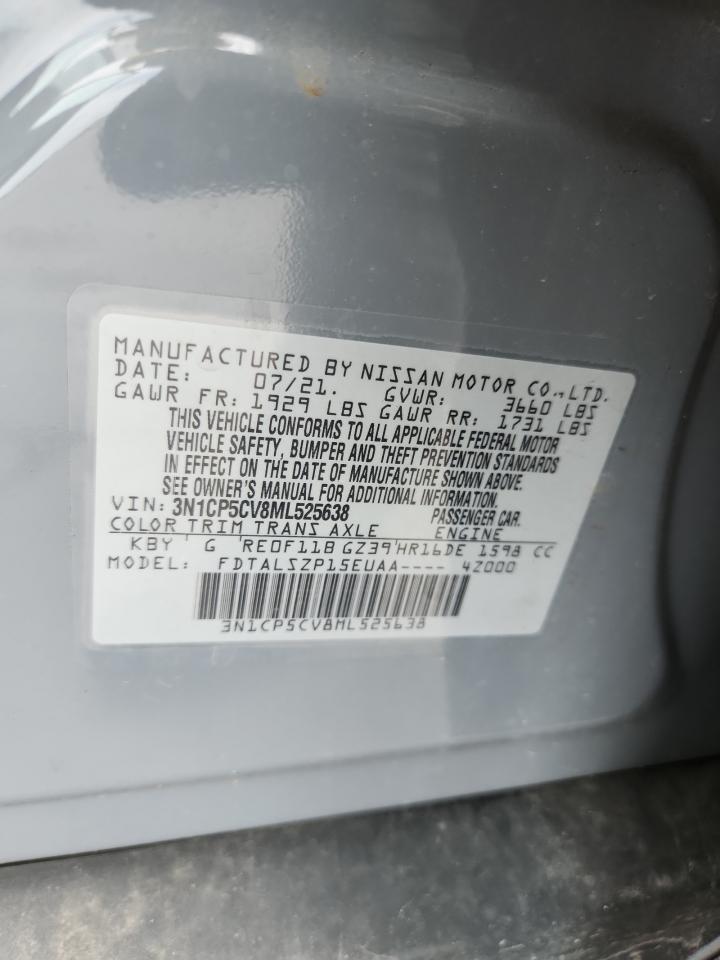 MANUFACTURED BY NISSAN MOTOR CO.,LTD.
DATE: 07/21. GVWR: 3660 LBS
GAWR FR: 1929 LBS GAWR RR: 1731 LBS
THIS VEHICLE CONFORMS TO ALL APPLICABLE FEDERAL MOTOR
VEHICLE SAFETY, BUMPER AND THEFT PREVENTION STANDARDS
IN EFFECT ON THE DATE OF MANUFACTURE SHOWN ABOVE.
SEE OWNER'S MANUAL FOR ADDITIONAL INFORMATION.
VIN: 3N1CP5CV8ML525638 PASSENGER CAR.
COLOR TRIM TRANS AXLE ENGINE
KBY ' G 'RE0F11B GZ39'HR16DE 1598 CC
MODEL: FDTALSZP15EUAA---- 4Z000
3N1CP5CV8ML525638